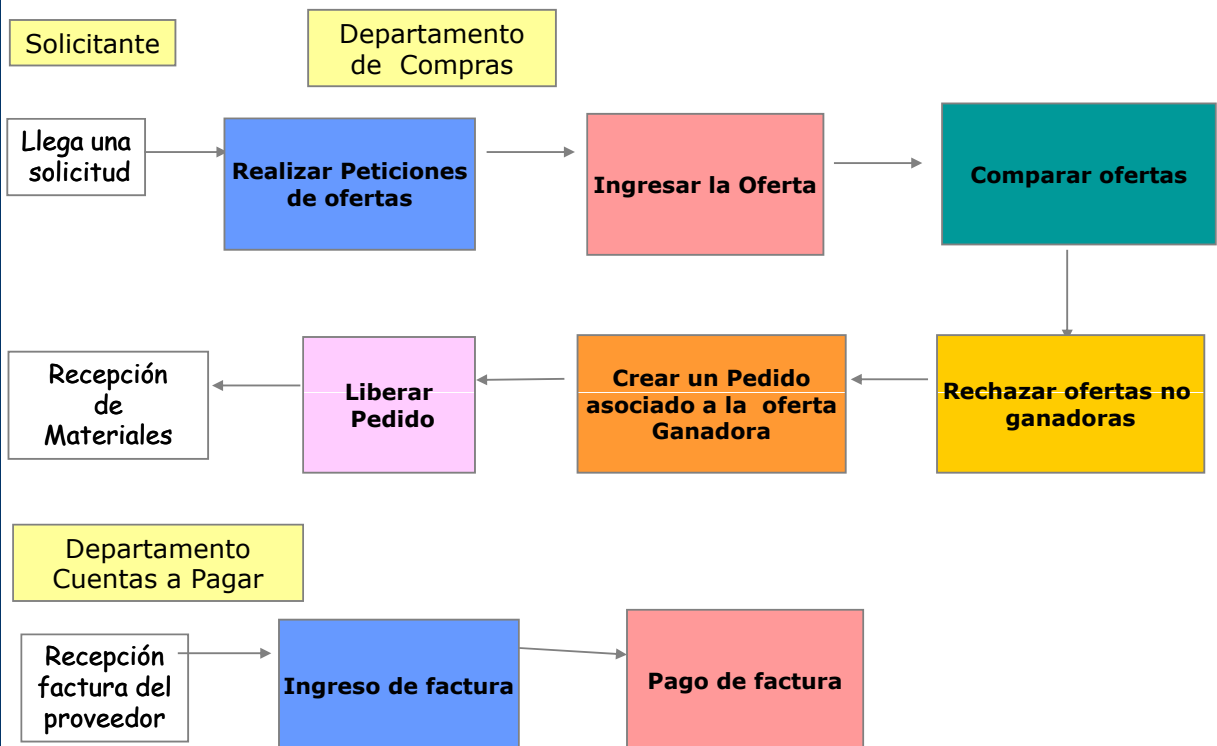 Solicitante
Departamento
de Compras
Llega una
solicitud
Realizar Peticiones
de ofertas
Ingresar la Oferta
Comparar ofertas
Recepción
de
Materiales
Liberar
Pedido
Crear un Pedido
asociado a la oferta
Ganadora
Rechazar ofertas no
ganadoras
Departamento
Cuentas a Pagar
Recepción
factura del
proveedor
Ingreso de factura
Pago de factura